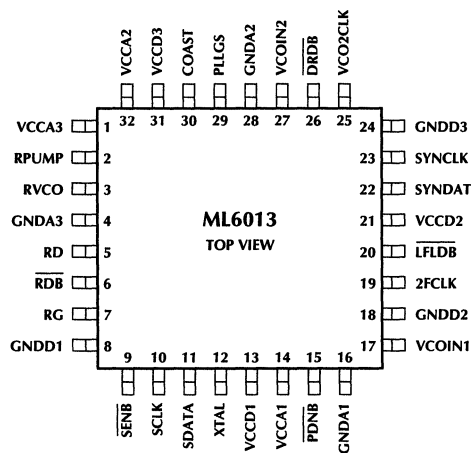 VCCA2
VCCD3
COAST
PLLGS
GNDA2
VCOIN2
DRDB
VCO2CLK
32 31 30 29 28 27 26 25
VCCA3 1
RPUMP 2
RVCO 3
GNDA3 4
RD 5
RDB 6
RG 7
GNDD1 8
ML6013
TOP VIEW
24 GNDD3
23 SYNCLK
22 SYNDAT
21 VCCD2
20 LFLDB
19 2FCLK
18 GNDD2
17 VCOIN1
9 10 11 12 13 14 15 16
SENB
SCLK
SDATA
XTAL
VCCD1
VCCA1
PDNB
GNDA1